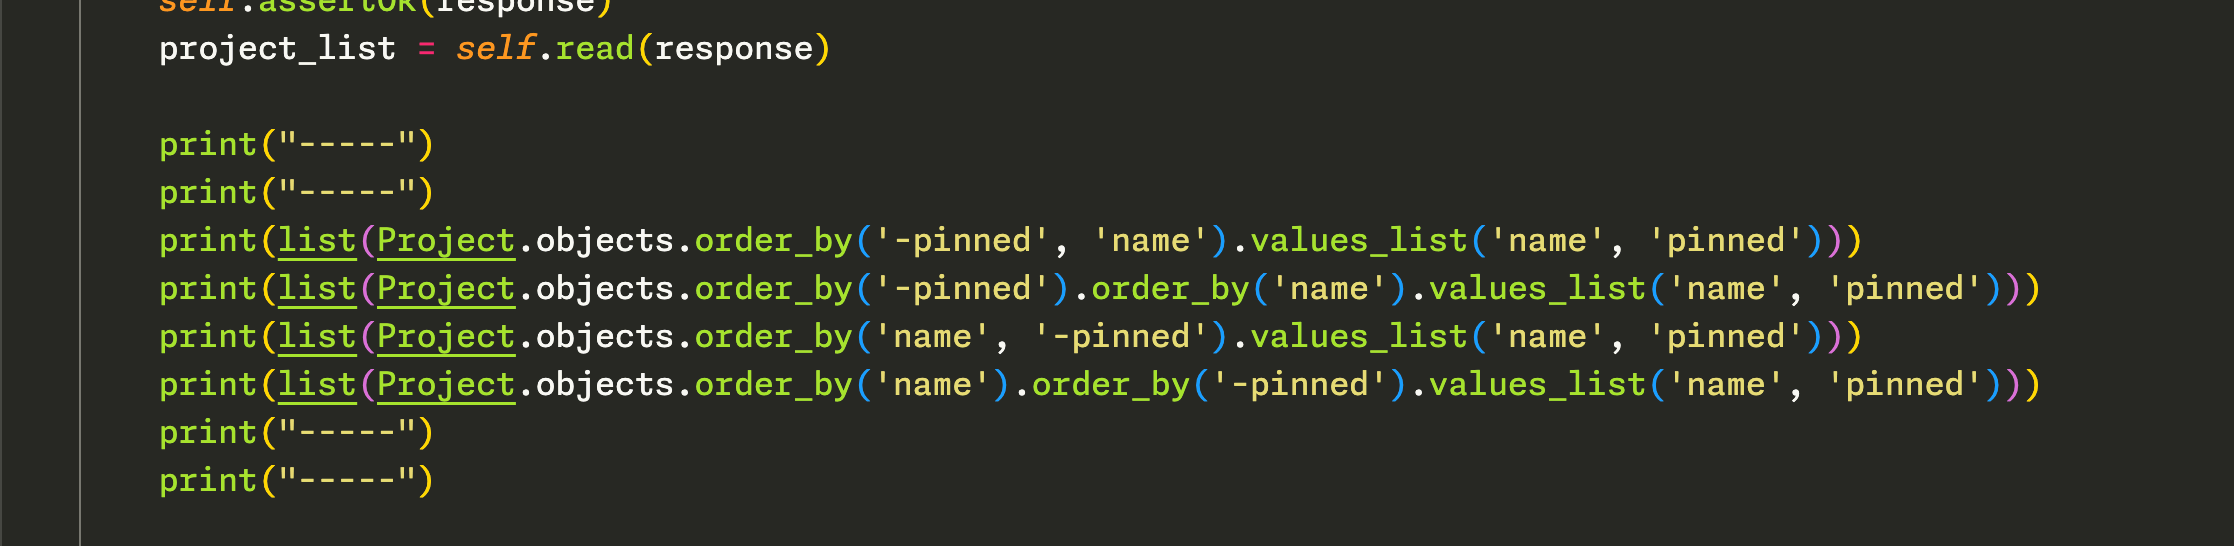 self.assertOk(response)
project_list = self.read(response)
print("-----")
print("-----")
print(list(Project.objects.order_by('-pinned', 'name').values_list('name', 'pinned')))
print(list(Project.objects.order_by('-pinned').order_by('name').values_list('name', 'pinned')))
print(list(Project.objects.order_by('name', '-pinned').values_list('name', 'pinned')))
print(list(Project.objects.order_by('name').order_by('-pinned').values_list('name', 'pinned')))
print("-----")
print("-----")